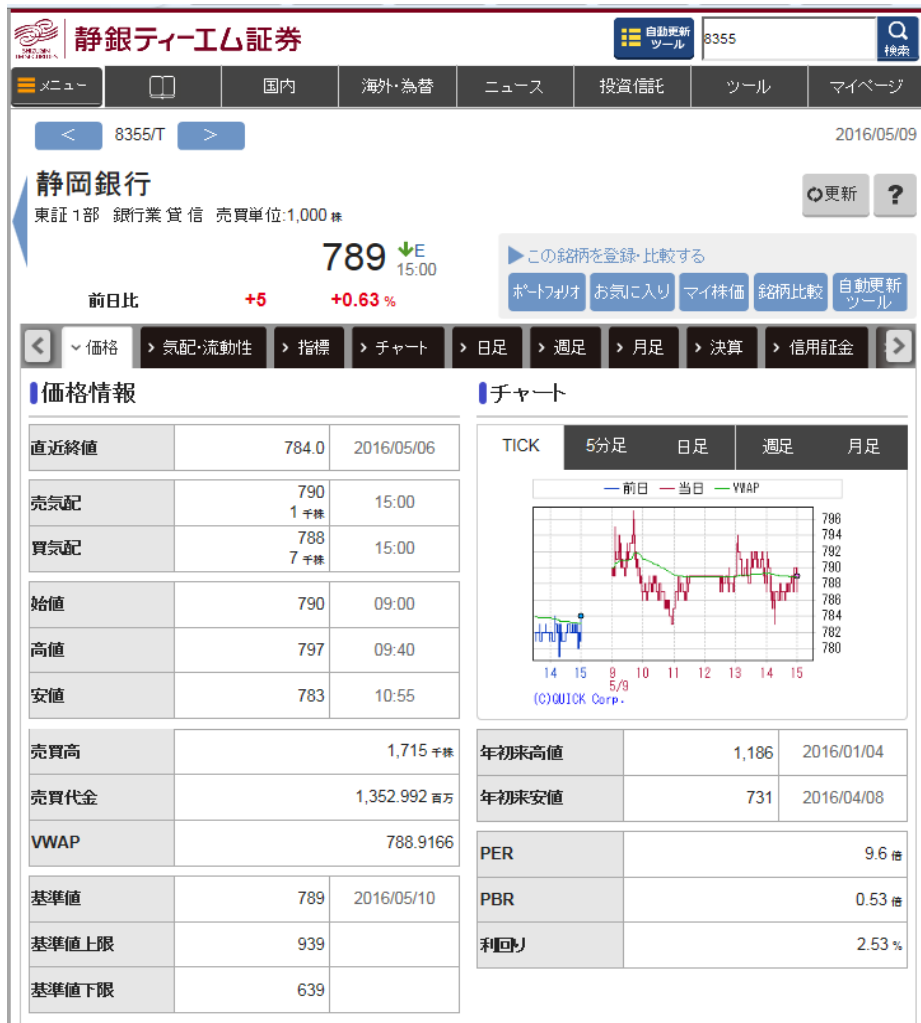 静銀ティーエム証券
自動更新
ツール
8355
検索
メニュー
国内
海外・為替
ニュース
投資信託
ツール
マイページ
< 8355/T >
2016/05/09
静岡銀行
更新
?
東証1部 銀行業 貸 信 売買単位:1,000 株
789 E
15:00
前日比 +5 +0.63 %
この銘柄を登録・比較する
ポートフォリオ
お気に入り
マイ株価
銘柄比較
自動更新
ツール
価格
気配・流動性
指標
チャート
日足
週足
月足
決算
信用証金
価格情報
直近終値 784.0 2016/05/06
売気配 790 15:00
1 千株
買気配 788 15:00
7 千株
始値 790 09:00
高値 797 09:40
安値 783 10:55
売買高 1,715 千株
売買代金 1,352.992 百万
VWAP 788.9166
基準値 789 2016/05/10
基準値上限 939
基準値下限 639
チャート
TICK 5分足 日足 週足 月足
前日 当日 VWAP
796
794
792
790
788
786
784
782
780
14 15 9 10 11 12 13 14 15
5/9
(C)QUICK Corp.
年初来高値 1,186 2016/01/04
年初来安値 731 2016/04/08
PER 9.6 倍
PBR 0.53 倍
利回り 2.53 %